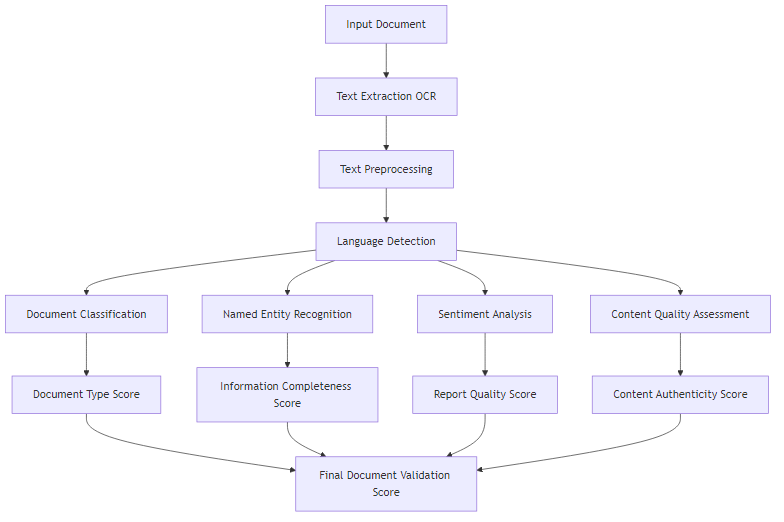 Input Document
Text Extraction OCR
Text Preprocessing
Language Detection
Document Classification
Named Entity Recognition
Sentiment Analysis
Content Quality Assessment
Document Type Score
Information Completeness
Score
Report Quality Score
Content Authenticity Score
Final Document Validation
Score